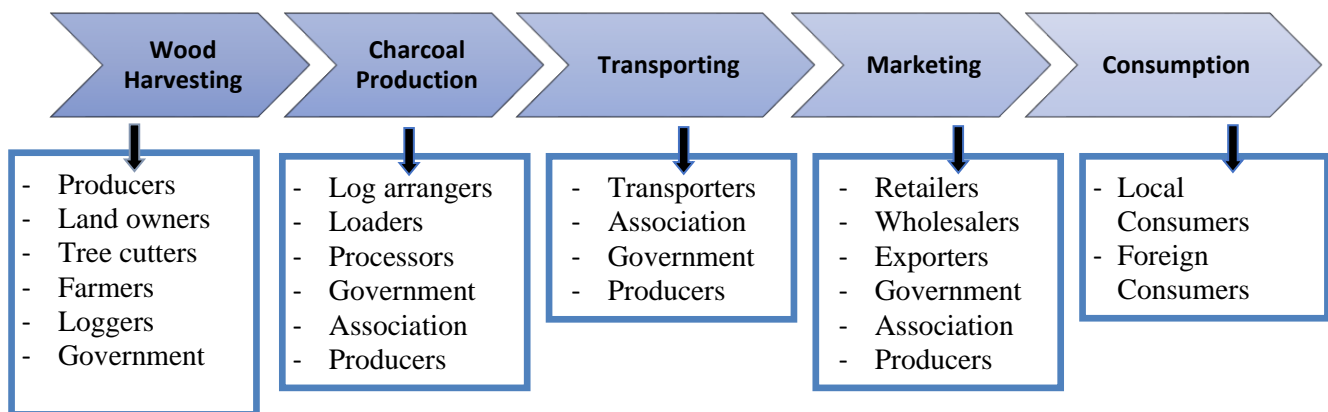 Wood
Harvesting
Charcoal
Production
Transporting
Marketing
Consumption
- Producers
- Land owners
- Tree cutters
- Farmers
- Loggers
- Government
- Log arrangers
- Loaders
- Processors
- Government
- Association
- Producers
- Transporters
- Association
- Government
- Producers
- Retailers
- Wholesalers
- Exporters
- Government
- Association
- Producers
- Local
Consumers
- Foreign
Consumers